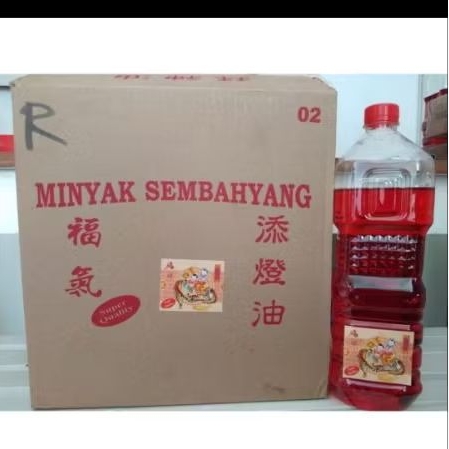 R
02
MINYAK SEMBAHYANG
福氣
添燈油
Super
Quality